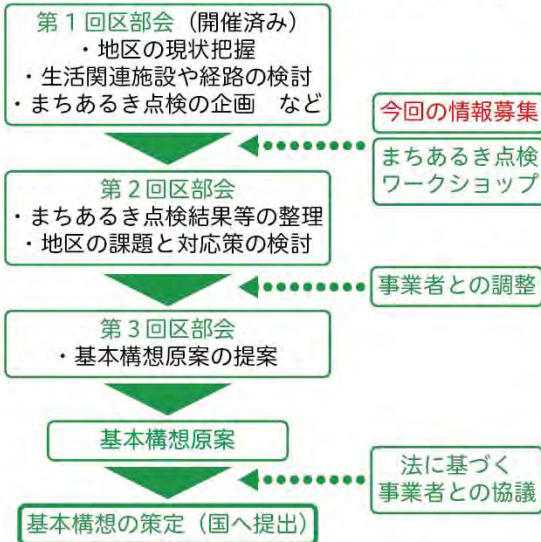 第1回区部会（開催済み）
・地区の現状把握
・生活関連施設や経路の検討
・まちあるき点検の企画　など
今回の情報募集
まちあるき点検
ワークショップ
第2回区部会
・まちあるき点検結果等の整理
・地区の課題と対応策の検討
事業者との調整
第3回区部会
・基本構想原案の提案
基本構想原案
法に基づく
事業者との協議
基本構想の策定（国へ提出）